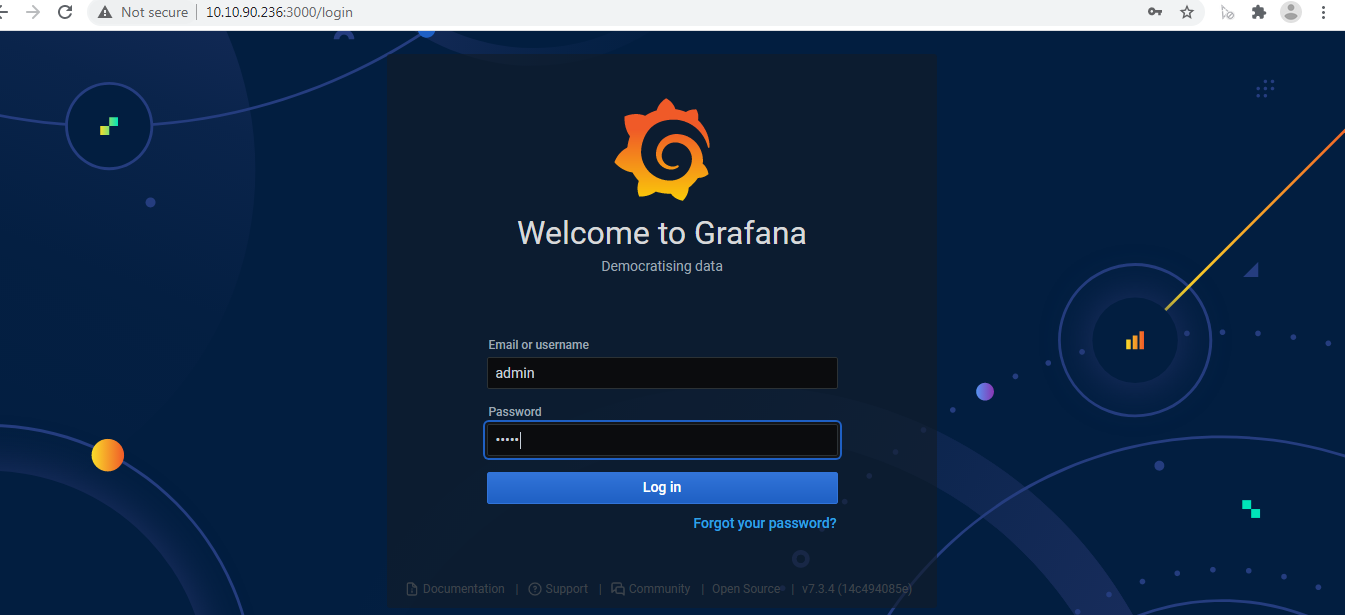 Not secure | 10.10.90.236:3000/login
Welcome to Grafana
Democratising data
Email or username
admin
Password
•••••
Log in
Forgot your password?
Documentation | Support | Community | Open Source | v7.3.4 (14c494085e)